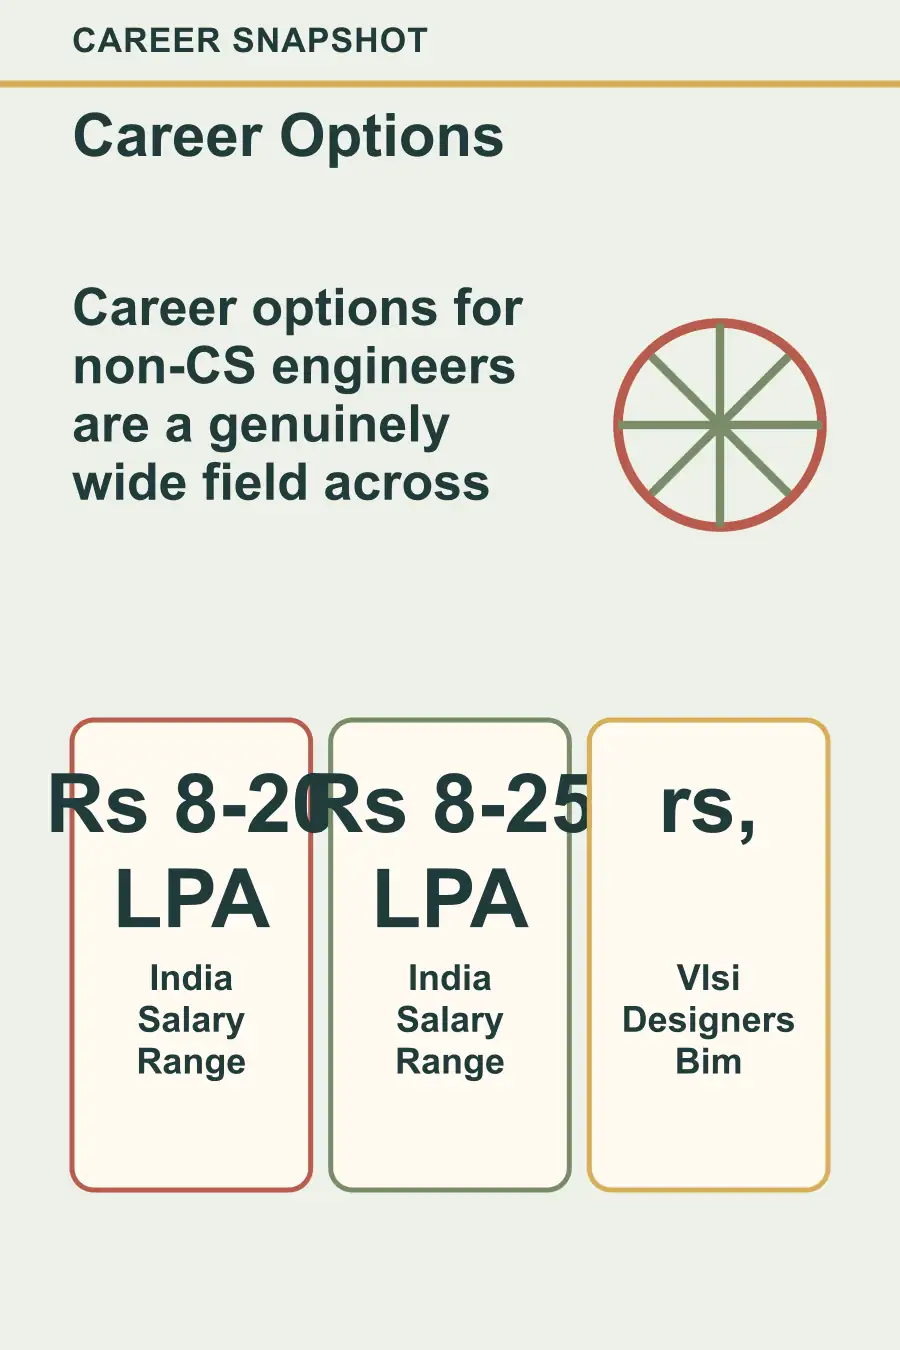 CAREER SNAPSHOT
Career Options
Career options for
non-CS engineers
are a genuinely
wide field across
Rs 8-20
LPA
India
Salary
Range
Rs 8-25
LPA
India
Salary
Range
rs,
Vlsi
Designers
Bim